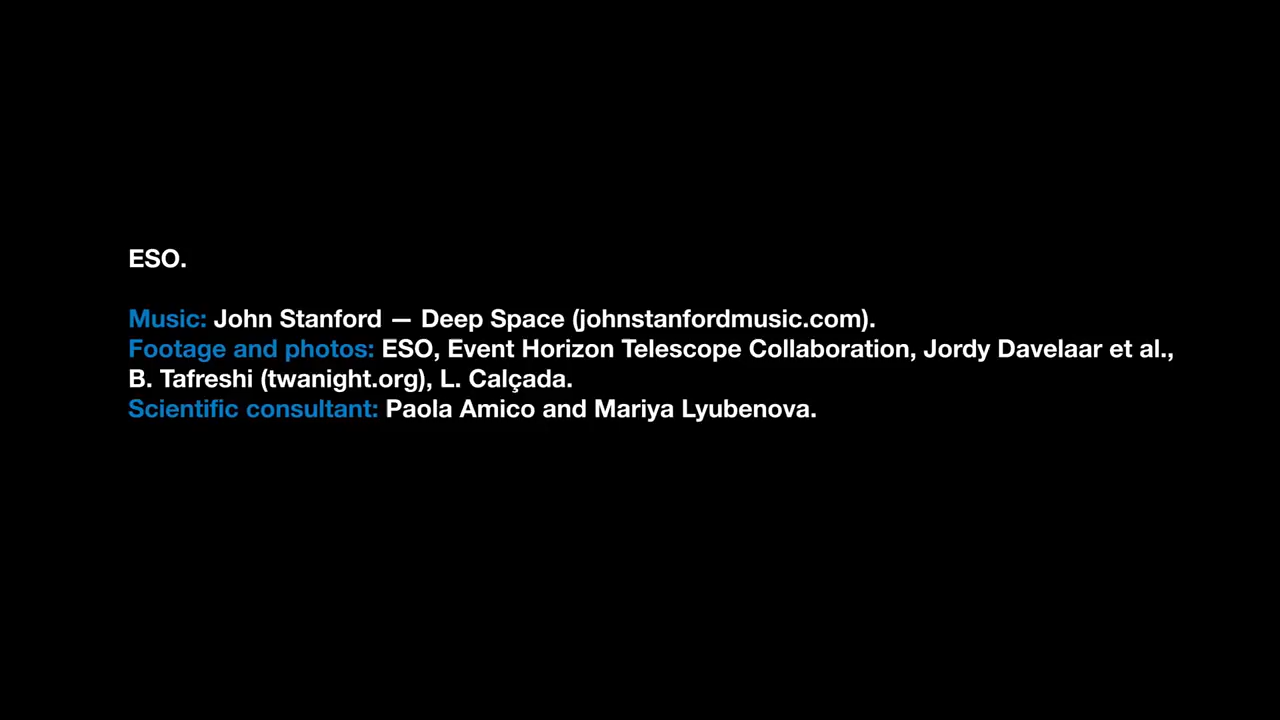 ESO.
Music: John Stanford — Deep Space (johnstanfordmusic.com).
Footage and photos: ESO, Event Horizon Telescope Collaboration, Jordy Davelaar et al.,
B. Tafreshi (twanight.org), L. Calçada.
Scientific consultant: Paola Amico and Mariya Lyubenova.